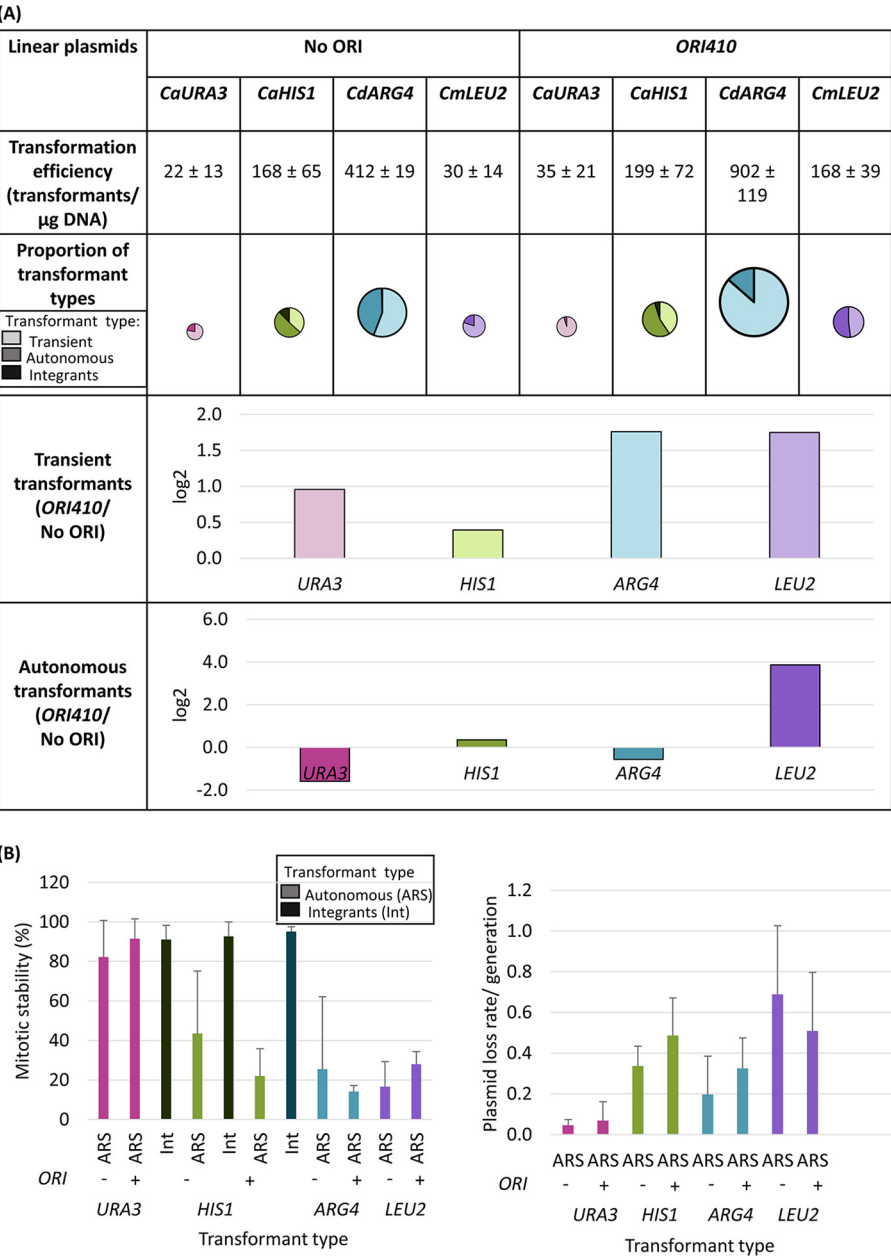 (A)
Linear plasmids
No ORI
ORI410
CaURA3
CaHIS1
CdARG4
CmLEU2
CaURA3
CaHIS1
CdARG4
CmLEU2
Transformation
efficiency
(transformants/
µg DNA)
22 ± 13
168 ± 65
412 ± 19
30 ± 14
35 ± 21
199 ± 72
902 ±
119
168 ± 39
Proportion of
transformant
types
Transformant type:
Transient
Autonomous
Integrants
Transient
transformants
(ORI410/
No ORI)
log2
2.0
1.5
1.0
0.5
0.0
URA3
HIS1
ARG4
LEU2
Autonomous
transformants
(ORI410/
No ORI)
log2
6.0
4.0
2.0
0.0
-2.0
URA3
HIS1
ARG4
LEU2
(B)
Transformant type
Autonomous (ARS)
Integrants (Int)
Mitotic stability (%)
120
100
80
60
40
20
0
ARS
ARS
Int
ARS
Int
ARS
Int
ARS
ARS
ARS
ARS
ORI
- + - + - + - +
URA3 HIS1 ARG4 LEU2
Transformant type
Plasmid loss rate/ generation
1.2
1.0
0.8
0.6
0.4
0.2
0.0
ARS ARS ARS ARS ARS ARS ARS ARS
ORI - + - + - + - +
URA3 HIS1 ARG4 LEU2
Transformant type